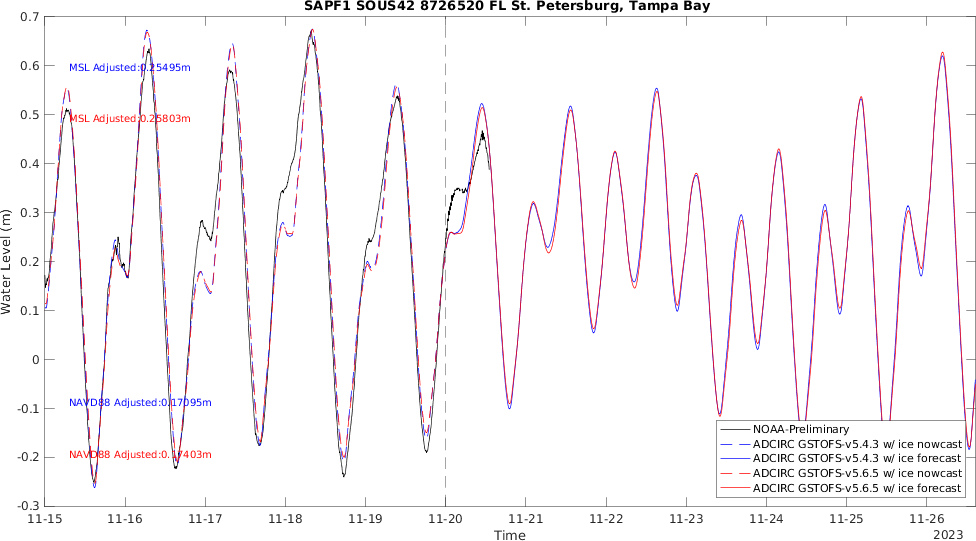 SAPF1 SOUS42 8726520 FL St. Petersburg, Tampa Bay
0.7
0.6
0.5
0.4
0.3
0.2
0.1
0
-0.1
-0.2
-0.3
Water Level (m)
MSL Adjusted:0.25495m
MSL Adjusted:0.25803m
NAVD88 Adjusted:0.17095m
NAVD88 Adjusted:0.17403m
NOAA-Preliminary
ADCIRC GSTOFS-v5.4.3 w/ ice nowcast
ADCIRC GSTOFS-v5.4.3 w/ ice forecast
ADCIRC GSTOFS-v5.6.5 w/ ice nowcast
ADCIRC GSTOFS-v5.6.5 w/ ice forecast
11-15 11-16 11-17 11-18 11-19 11-20 11-21 11-22 11-23 11-24 11-25 11-26
Time
2023